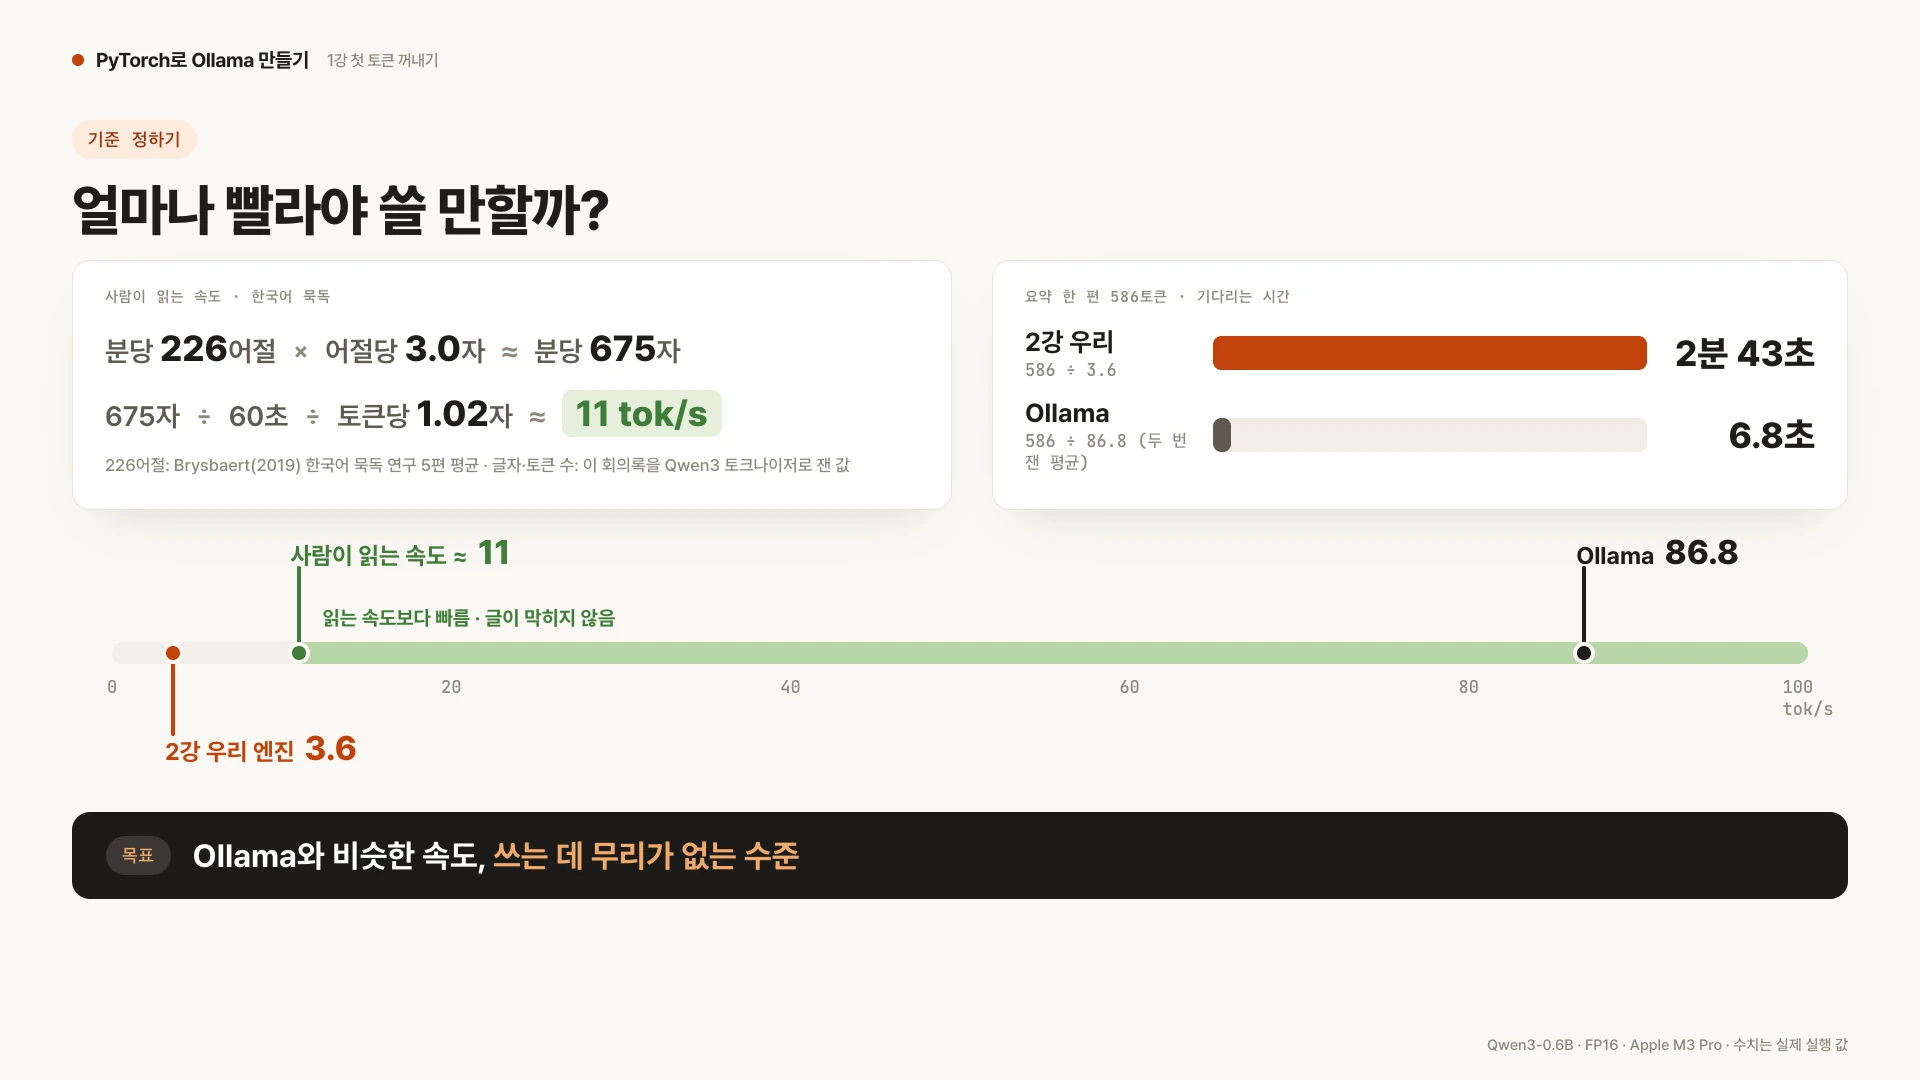 PyTorch로 Ollama 만들기 1강 첫 토큰 꺼내기
기준 정하기
얼마나 빨라야 쓸 만할까?
사람이 읽는 속도 · 한국어 묵독
분당 226어절 × 어절당 3.0자 ≈ 분당 675자
675자 ÷ 60초 ÷ 토큰당 1.02자 ≈ 11 tok/s
226어절: Brysbaert(2019) 한국어 묵독 연구 5편 평균 · 글자·토큰 수: 이 회의록을 Qwen3 토크나이저로 잰 값
요약 한 편 586토큰 · 기다리는 시간
2강 우리
586 ÷ 3.6
2분 43초
Ollama
586 ÷ 86.8 (두 번
잰 평균)
6.8초
사람이 읽는 속도 ≈ 11
Ollama 86.8
읽는 속도보다 빠름 · 글이 막히지 않음
0 20 40 60 80 100
tok/s
2강 우리 엔진 3.6
목표 Ollama와 비슷한 속도, 쓰는 데 무리가 없는 수준
Qwen3-0.6B · FP16 · Apple M3 Pro · 수치는 실제 실행 값